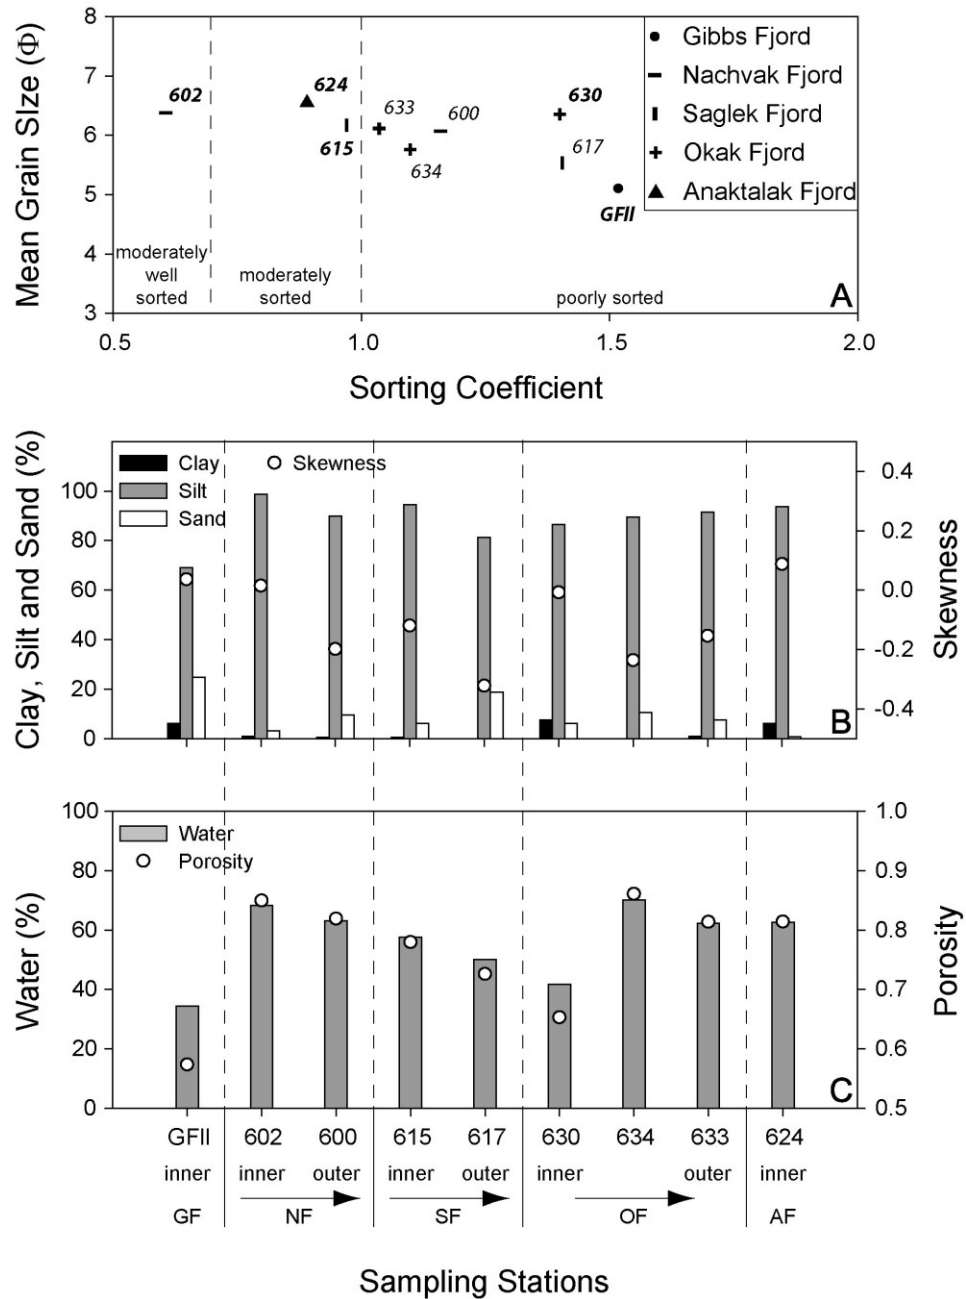 Mean Grain SIze (Φ)
8
7
6
5
4
3
602
624
615
633
634
600
630
617
GFII
Gibbs Fjord
Nachvak Fjord
Saglek Fjord
Okak Fjord
Anaktalak Fjord
moderately
well
sorted
moderately
sorted
poorly sorted
A
0.5
1.0
1.5
2.0
Sorting Coefficient
Clay, Silt and Sand (%)
100
80
60
40
20
0
Clay
Silt
Sand
Skewness
0.4
0.2
0.0
-0.2
-0.4
Skewness
B
Water (%)
100
80
60
40
20
0
Water
Porosity
1.0
0.9
0.8
0.7
0.6
0.5
Porosity
C
GFII 602 600 615 617 630 634 633 624
inner inner outer inner outer inner outer inner
GF NF SF OF AF
Sampling Stations